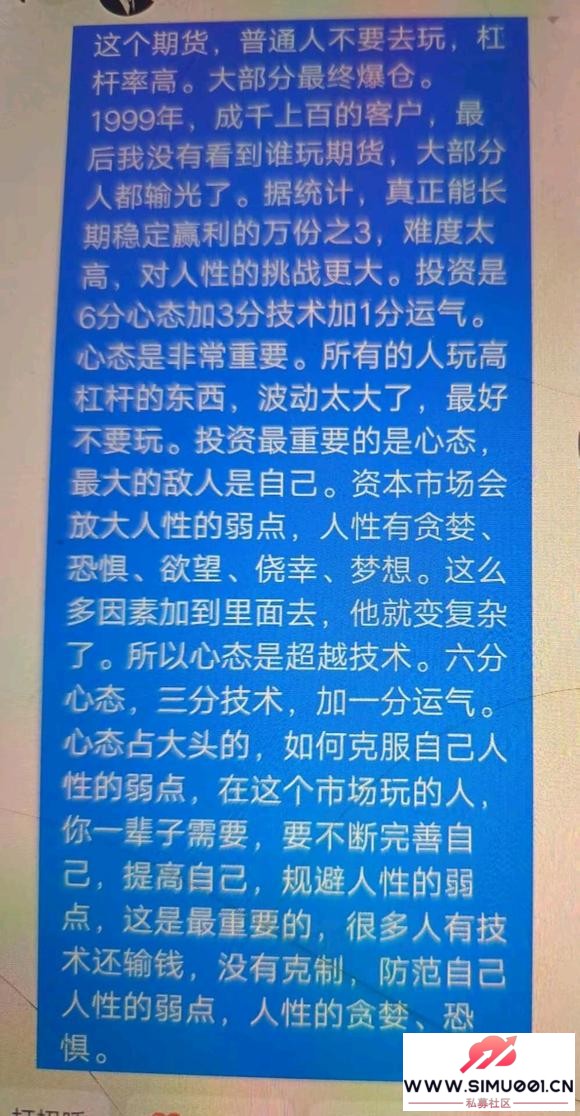 这个期货，普通人不要去玩，杠
杆率高。大部分最终爆仓。
1999年，成千上百的客户，最
后我没有看到谁玩期货，大部分
人都输光了。据统计，真正能长
期稳定赢利的万份之3，难度太
高，对人性的挑战更大。投资是
6分心态加3分技术加1分运气。
心态是非常重要。所有的人玩高
杠杆的东西，波动太大了，最好
不要玩。投资最重要的是心态，
最大的敌人是自己。资本市场会
放大人性的弱点，人性有贪婪、
恐惧、欲望、侥幸、梦想。这么
多因素加到里面去，他就变复杂
了。所以心态是超越技术。六分
心态，三分技术，加一分运气。
心态占大头的，如何克服自己人
性的弱点，在这个市场玩的人，
你一辈子需要，要不断完善自
己，提高自己，规避人性的弱
点，这是最重要的，很多人有技
术还输钱，没有克制，防范自己
人性的弱点，人性的贪婪、恐
惧。
WWW.SIMU001.CN
私募社区